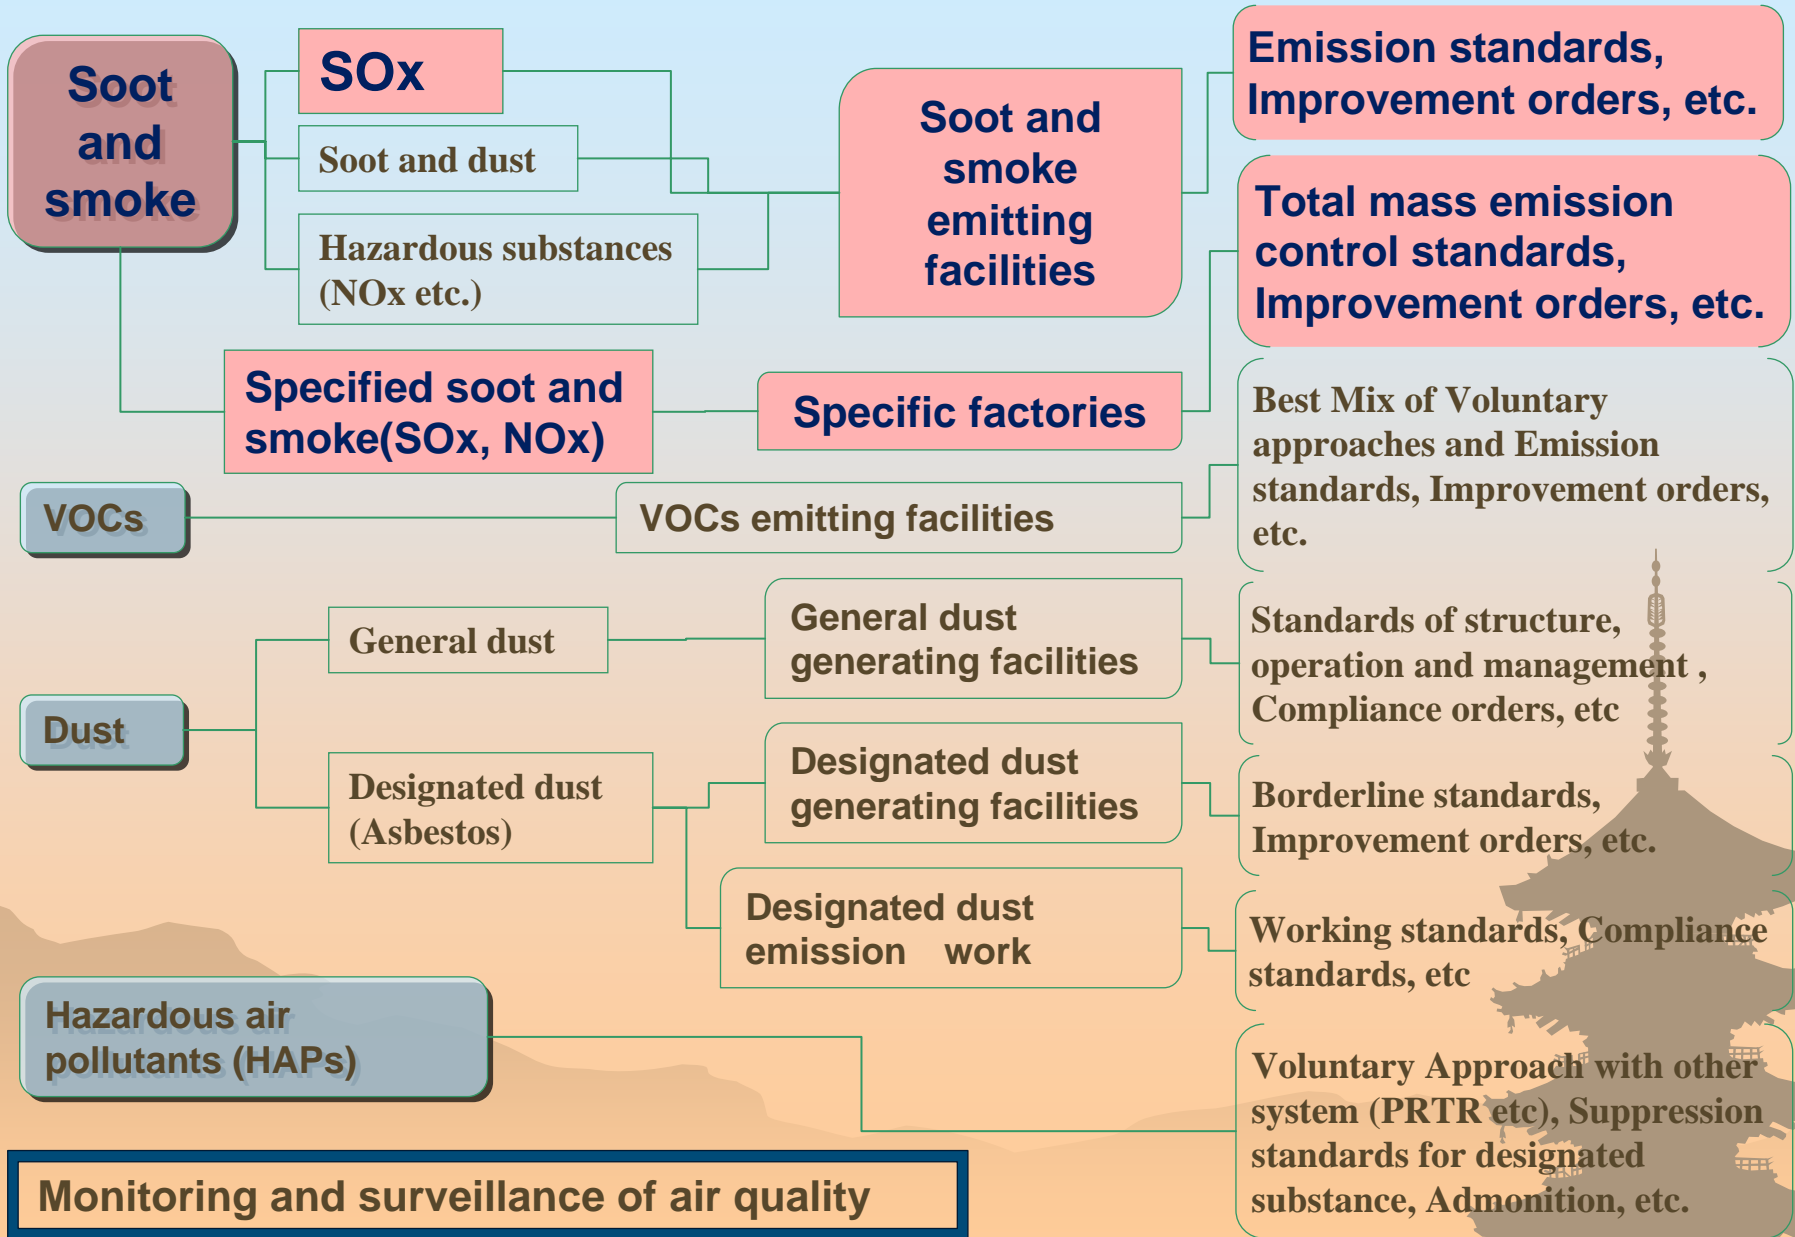 Soot
and
smoke
SOx
Soot and dust
Hazardous substances
(NOx etc.)
Soot and
smoke
emitting
facilities
Emission standards,
Improvement orders, etc.
Specified soot and
smoke(SOx, NOx)
Specific factories
Total mass emission
control standards,
Improvement orders, etc.
VOCs
VOCs emitting facilities
Best Mix of Voluntary
approaches and Emission
standards, Improvement orders,
etc.
Dust
General dust
General dust
generating facilities
Standards of structure,
operation and management ,
Compliance orders, etc
Designated dust
(Asbestos)
Designated dust
generating facilities
Borderline standards,
Improvement orders, etc.
Designated dust
emission work
Working standards, Compliance
standards, etc
Hazardous air
pollutants (HAPs)
Voluntary Approach with other
system (PRTR etc), Suppression
standards for designated
substance, Admonition, etc.
Monitoring and surveillance of air quality